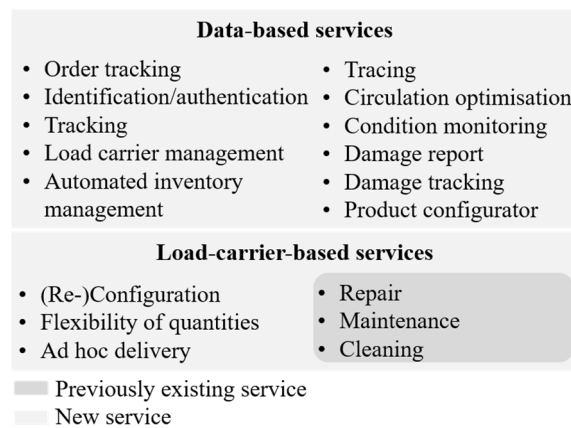 Data-based services
• Order tracking
• Identification/authentication
• Tracking
• Load carrier management
• Automated inventory
management
• Tracing
• Circulation optimisation
• Condition monitoring
• Damage report
• Damage tracking
• Product configurator
Load-carrier-based services
• (Re-)Configuration
• Flexibility of quantities
• Ad hoc delivery
• Repair
• Maintenance
• Cleaning
Previously existing service
New service